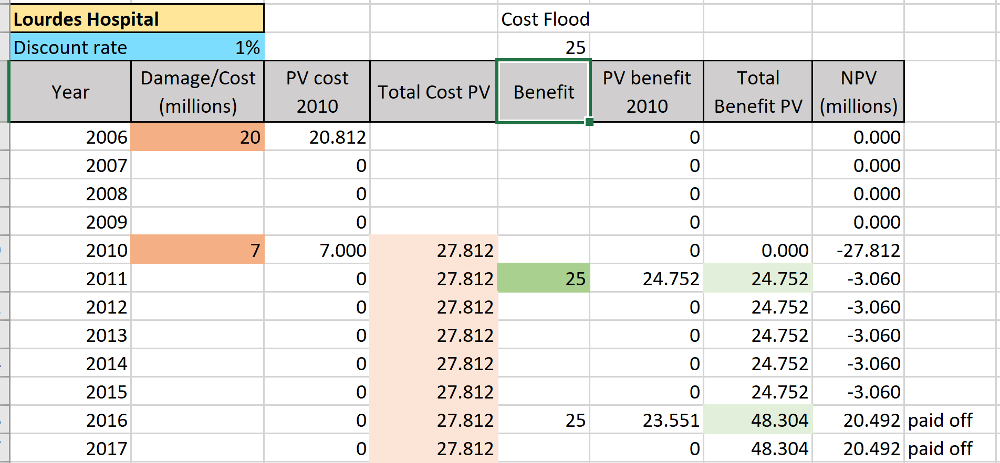 Lourdes Hospital Cost Flood
Discount rate 1% 25
Year Damage/Cost (millions) PV cost 2010 Total Cost PV Benefit PV benefit 2010 Total Benefit PV NPV (millions)
2006 20 20.812 0 0.000
2007 0 0 0.000
2008 0 0 0.000
2009 0 0 0.000
2010 7 7.000 27.812 0 0.000 -27.812
2011 0 27.812 25 24.752 24.752 -3.060
2012 0 27.812 0 24.752 -3.060
2013 0 27.812 0 24.752 -3.060
2014 0 27.812 0 24.752 -3.060
2015 0 27.812 0 24.752 -3.060
2016 0 27.812 25 23.551 48.304 20.492 paid off
2017 0 27.812 0 48.304 20.492 paid off